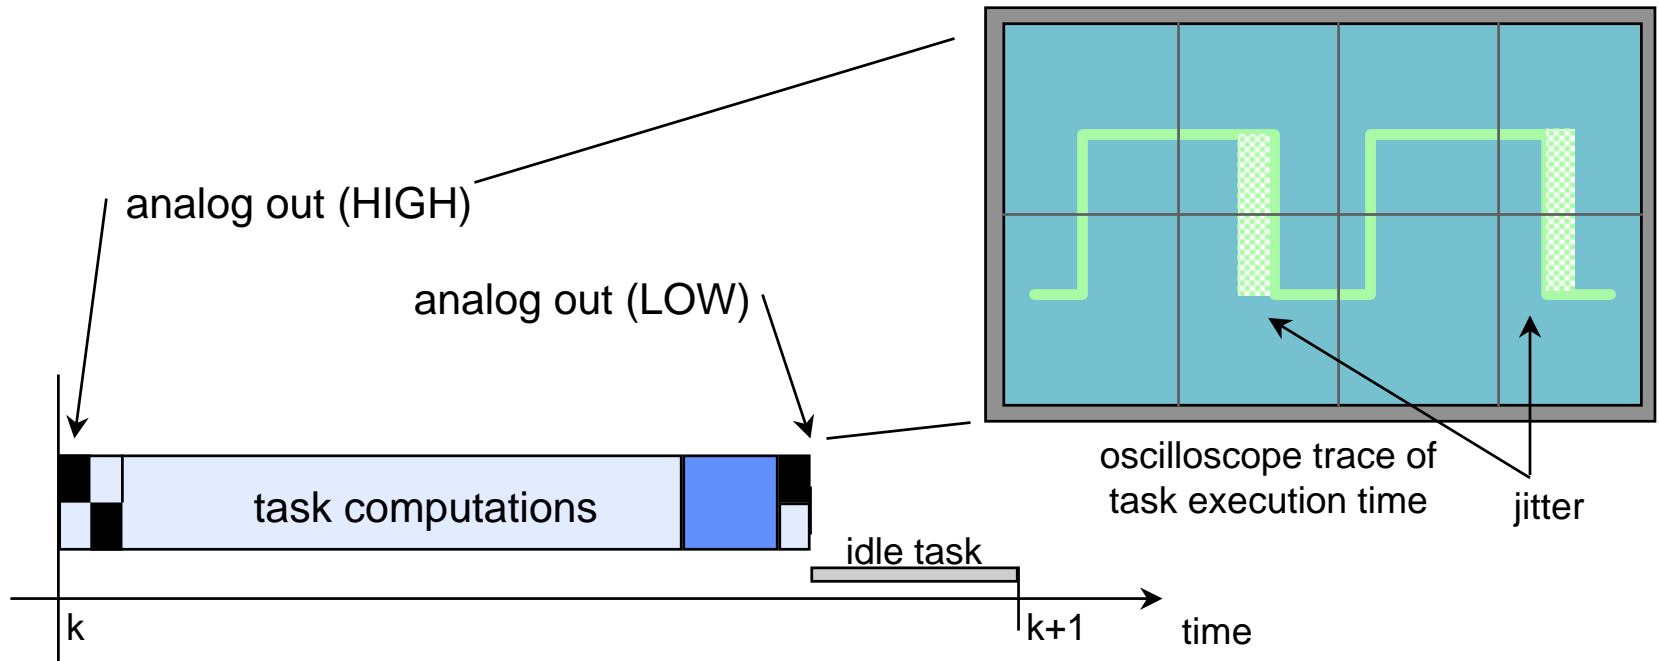 analog out (HIGH)
analog out (LOW)
oscilloscope trace of
task execution time
jitter
task computations
idle task
k
k+1
time